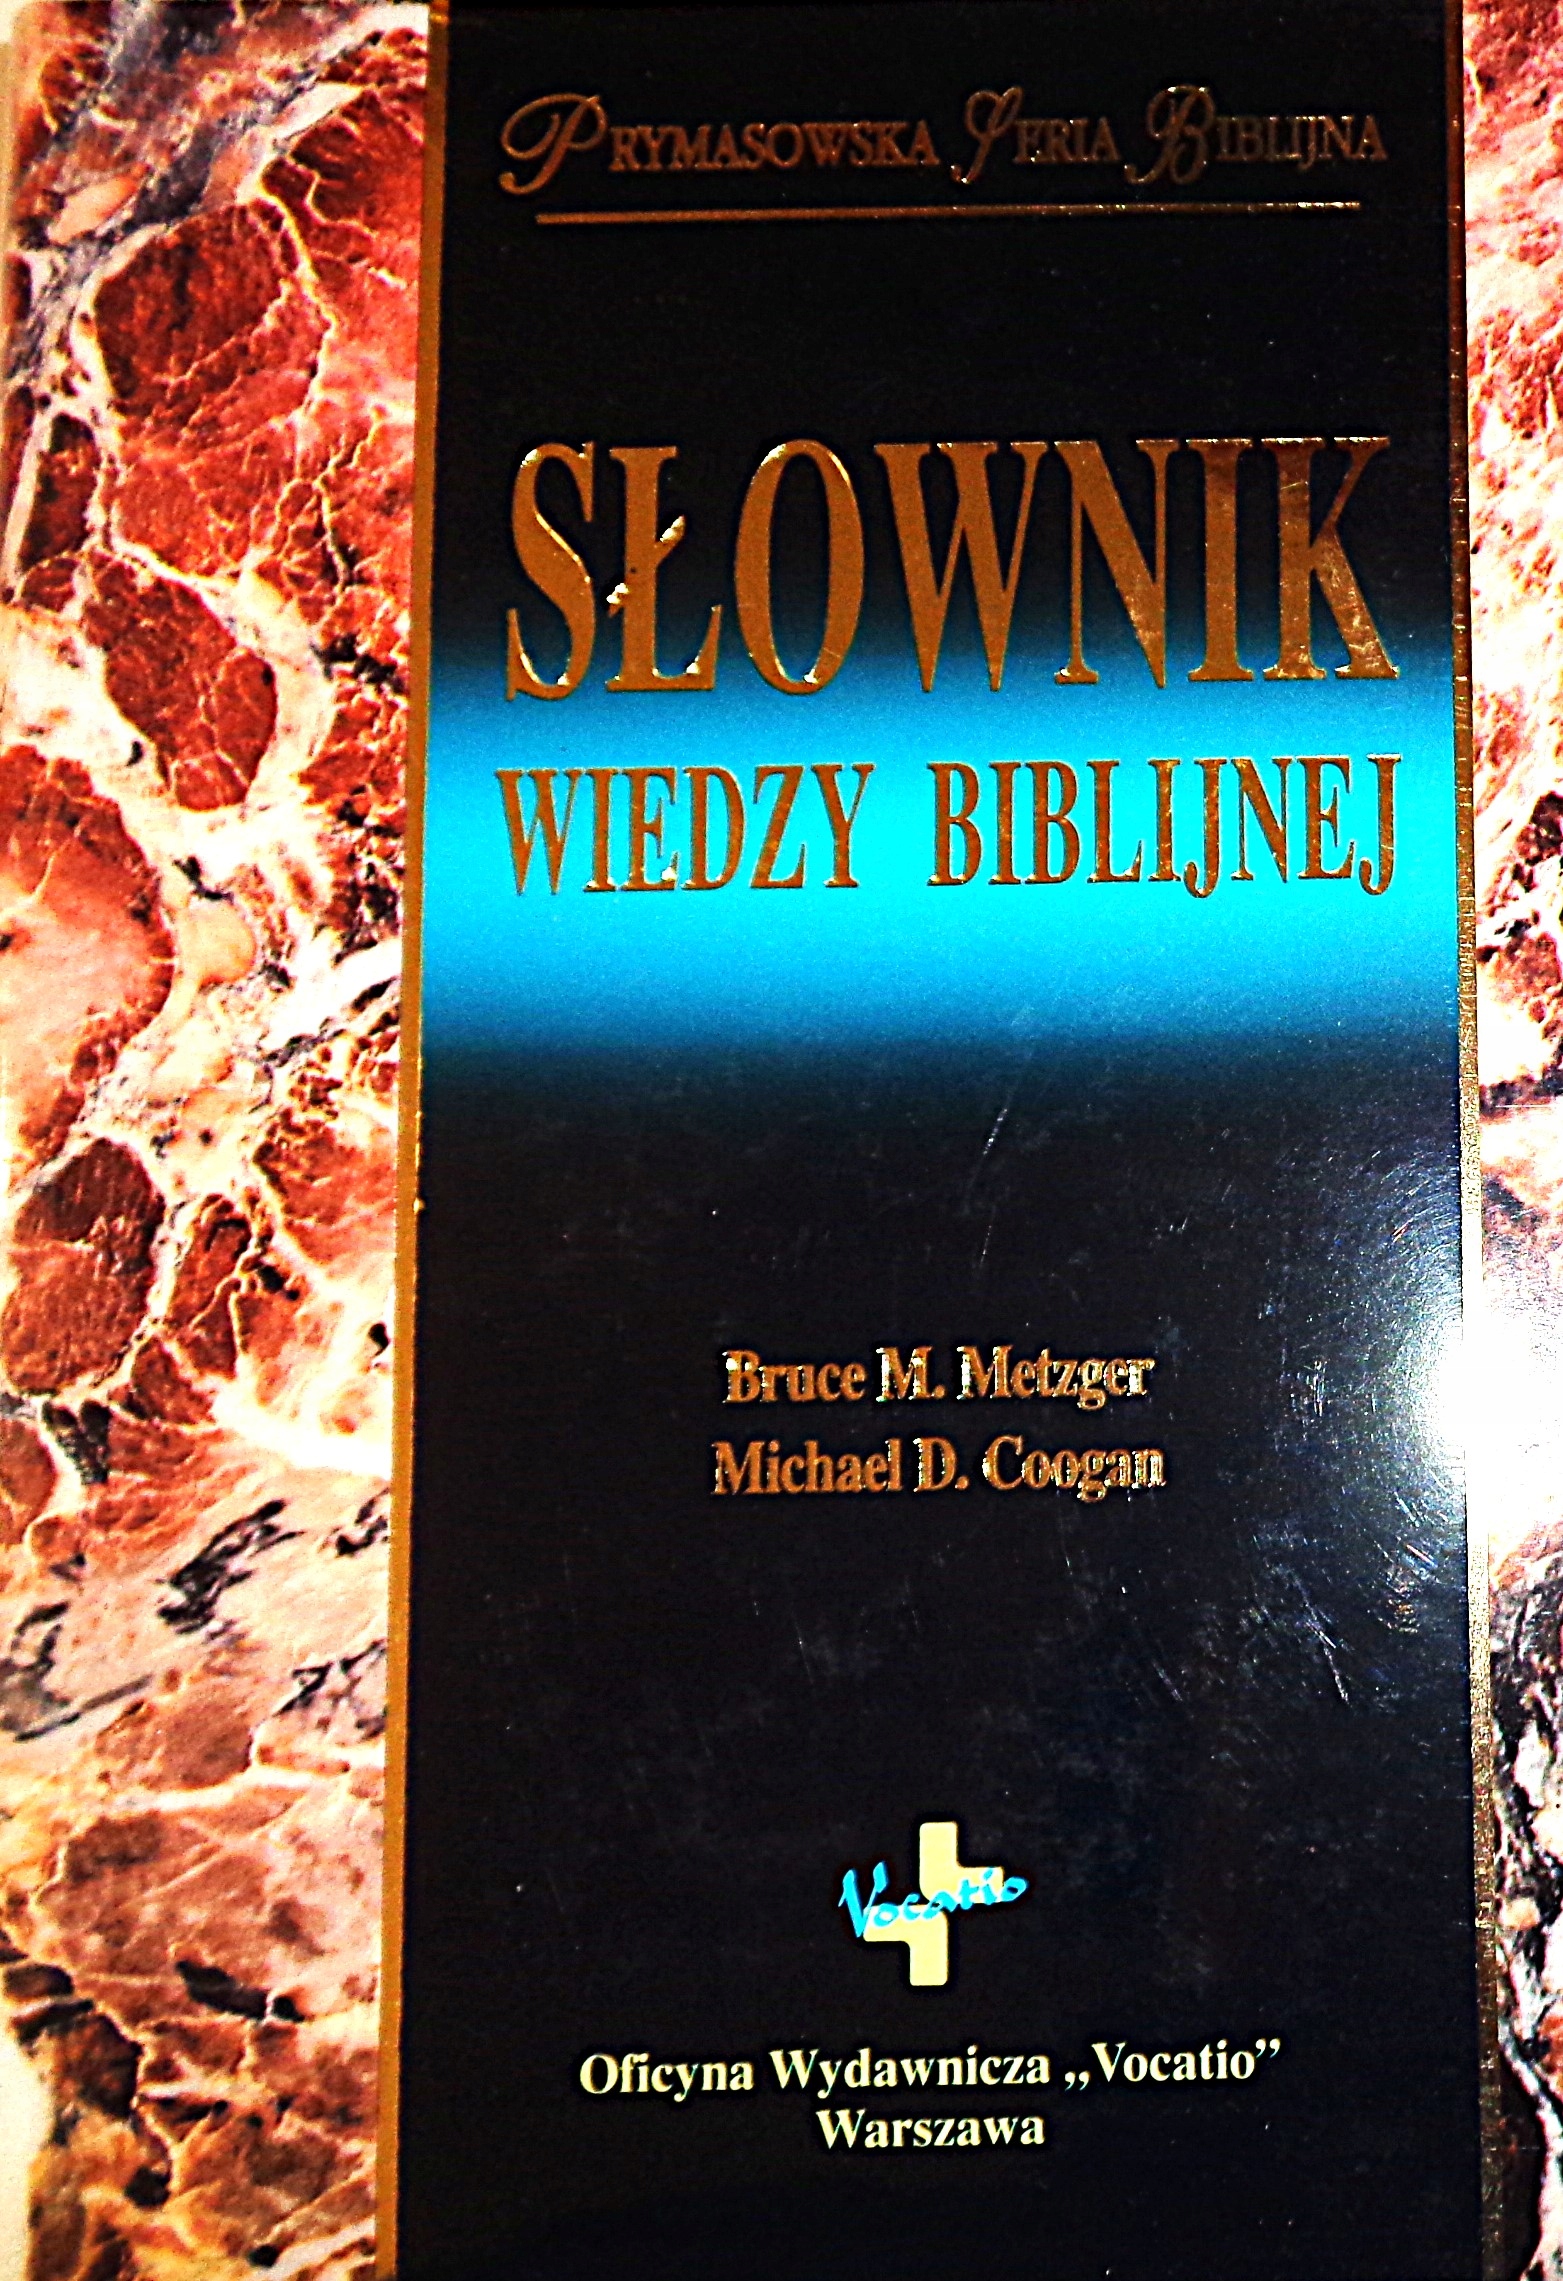 PRYMASOWSKA SERIA BIBLIJNA
SŁOWNIK
WIEDZY BIBLIJNEJ
Bruce M. Metzger
Michael D. Coogan
Vocatio
Oficyna Wydawnicza „Vocatio”
Warszawa